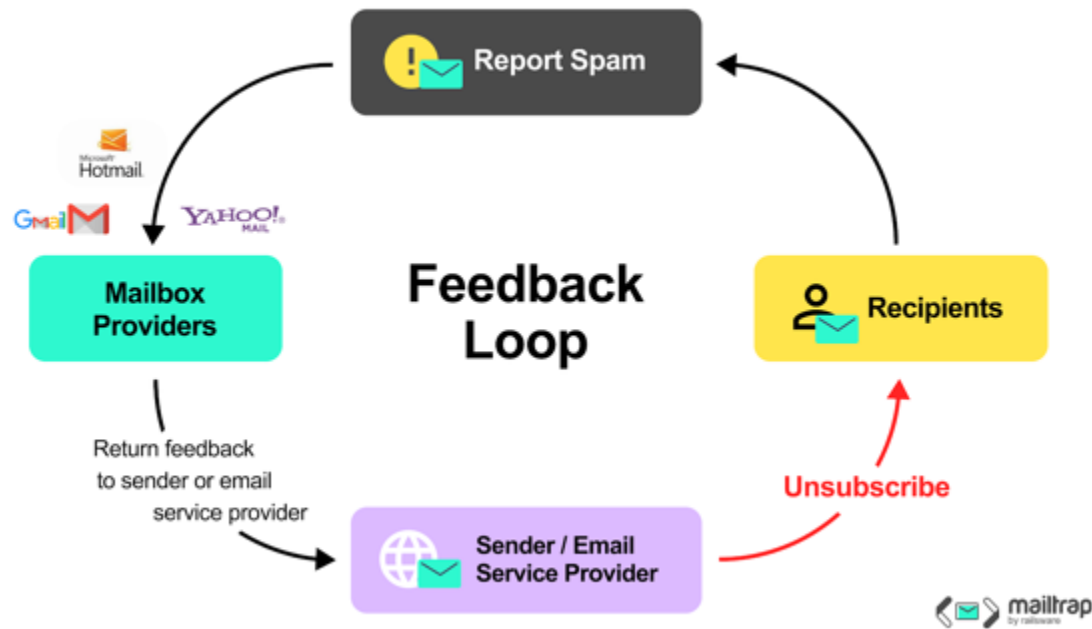 Report Spam
Microsoft
Hotmail
Gmail
YAHOO!
MAIL
Mailbox
Providers
Feedback
Loop
Recipients
Return feedback
to sender or email
service provider
Unsubscribe
Sender / Email
Service Provider
mailtrap
by railsware